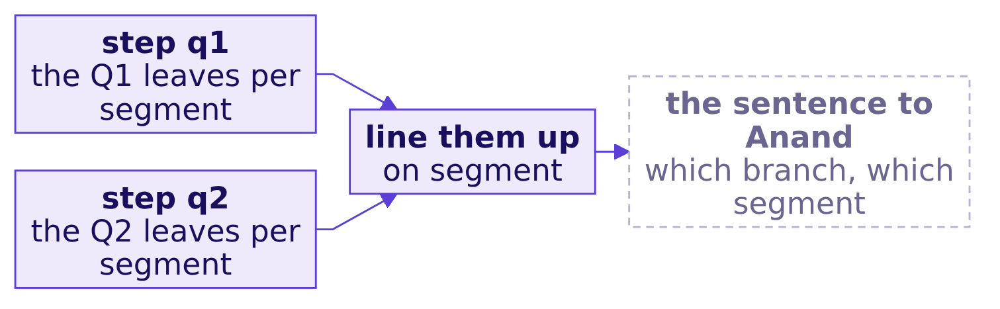 step q1
the Q1 leaves per
segment
step q2
the Q2 leaves per
segment
line them up
on segment
the sentence to
Anand
which branch, which
segment